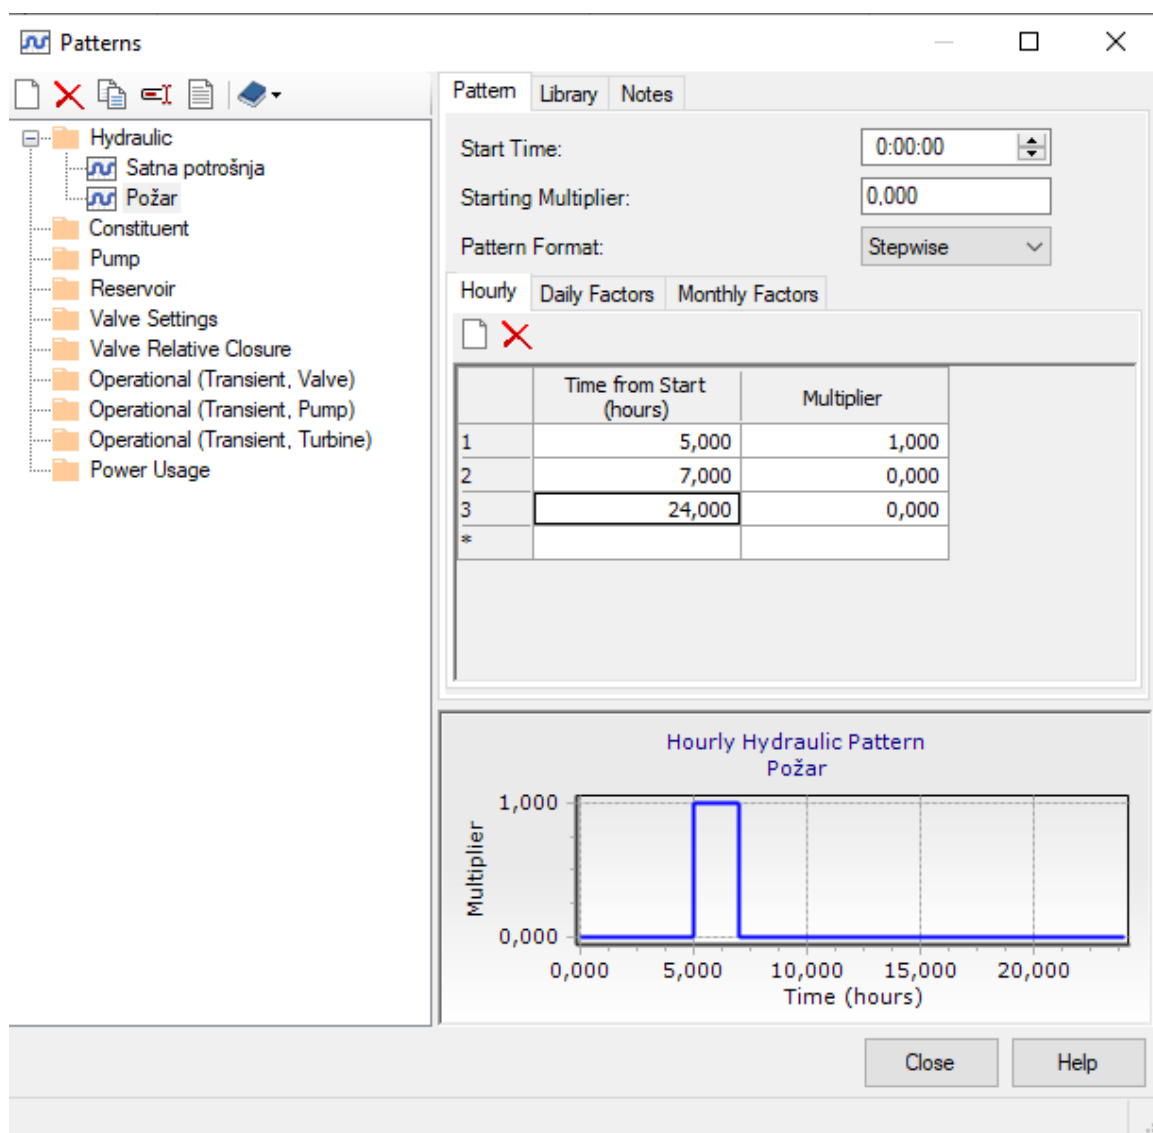 Patterns
Hydraulic
Satna potrošnja
Požar
Constituent
Pump
Reservoir
Valve Settings
Valve Relative Closure
Operational (Transient, Valve)
Operational (Transient, Pump)
Operational (Transient, Turbine)
Power Usage
Pattern Library Notes
Start Time: 0:00:00
Starting Multiplier: 0,000
Pattern Format: Stepwise
Hourly Daily Factors Monthly Factors
Time from Start
(hours) Multiplier
1 5,000 1,000
2 7,000 0,000
3 24,000 0,000
*
Hourly Hydraulic Pattern
Požar
1,000
Multiplier
0,000
0,000 5,000 10,000 15,000 20,000
Time (hours)
Close Help